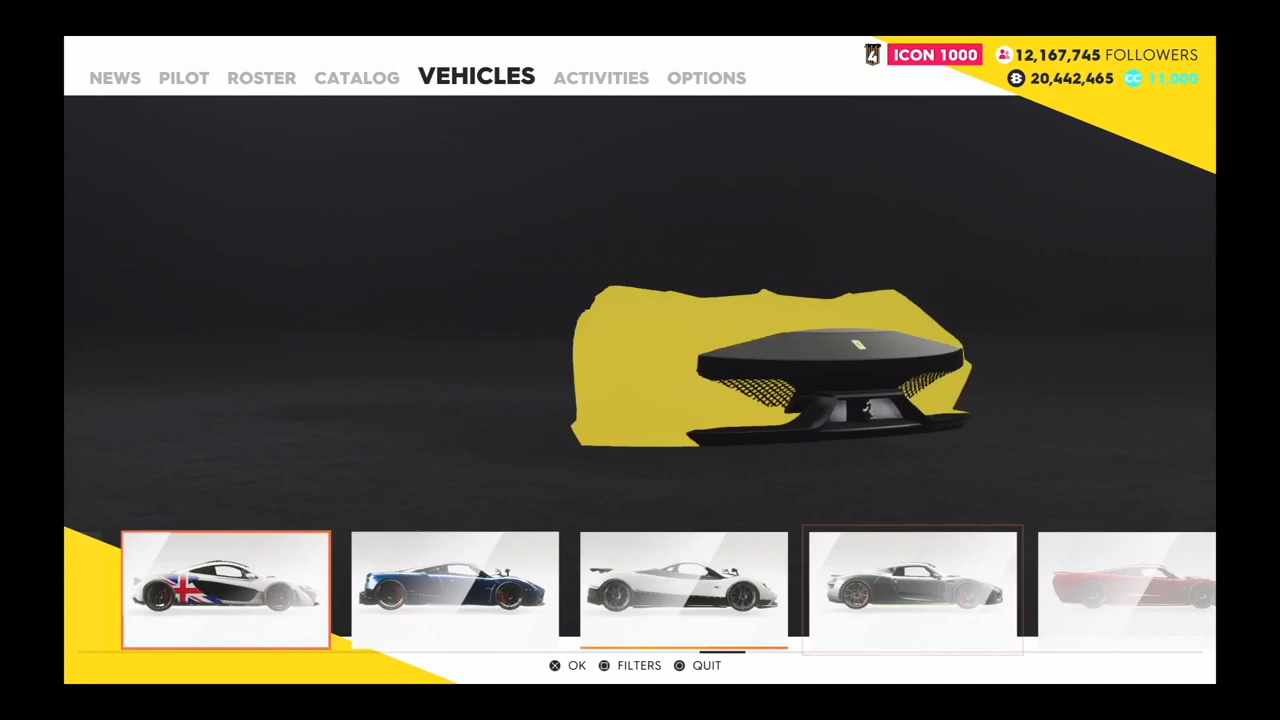 ICON 1000 12,167,745 FOLLOWERS
NEWS PILOT ROSTER CATALOG VEHICLES ACTIVITIES OPTIONS 20,442,465 CC 11,000
OK FILTERS QUIT